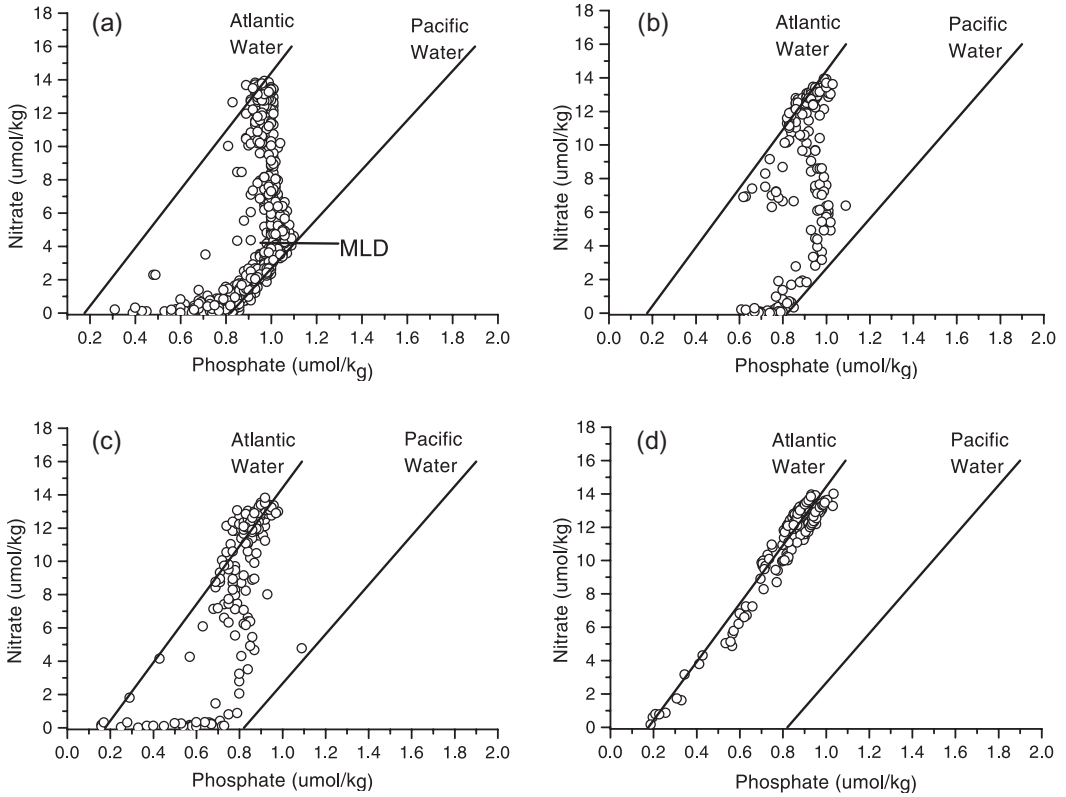 (a)
Atlantic
Water
Pacific
Water
18
16
14
12
10
8
6
4
2
0
Nitrate (umol/kg)
MLD
0.2 0.4 0.6 0.8 1.0 1.2 1.4 1.6 1.8 2.0
Phosphate (umol/kg)
(b)
Atlantic
Water
Pacific
Water
18
16
14
12
10
8
6
4
2
0
Nitrate (umol/kg)
0.0 0.2 0.4 0.6 0.8 1.0 1.2 1.4 1.6 1.8 2.0
Phosphate (umol/kg)
(c)
Atlantic
Water
Pacific
Water
18
16
14
12
10
8
6
4
2
0
Nitrate (umol/kg)
0.0 0.2 0.4 0.6 0.8 1.0 1.2 1.4 1.6 1.8 2.0
Phosphate (umol/kg)
(d)
Atlantic
Water
Pacific
Water
18
16
14
12
10
8
6
4
2
0
Nitrate (umol/kg)
0.0 0.2 0.4 0.6 0.8 1.0 1.2 1.4 1.6 1.8 2.0
Phosphate (umol/kg)